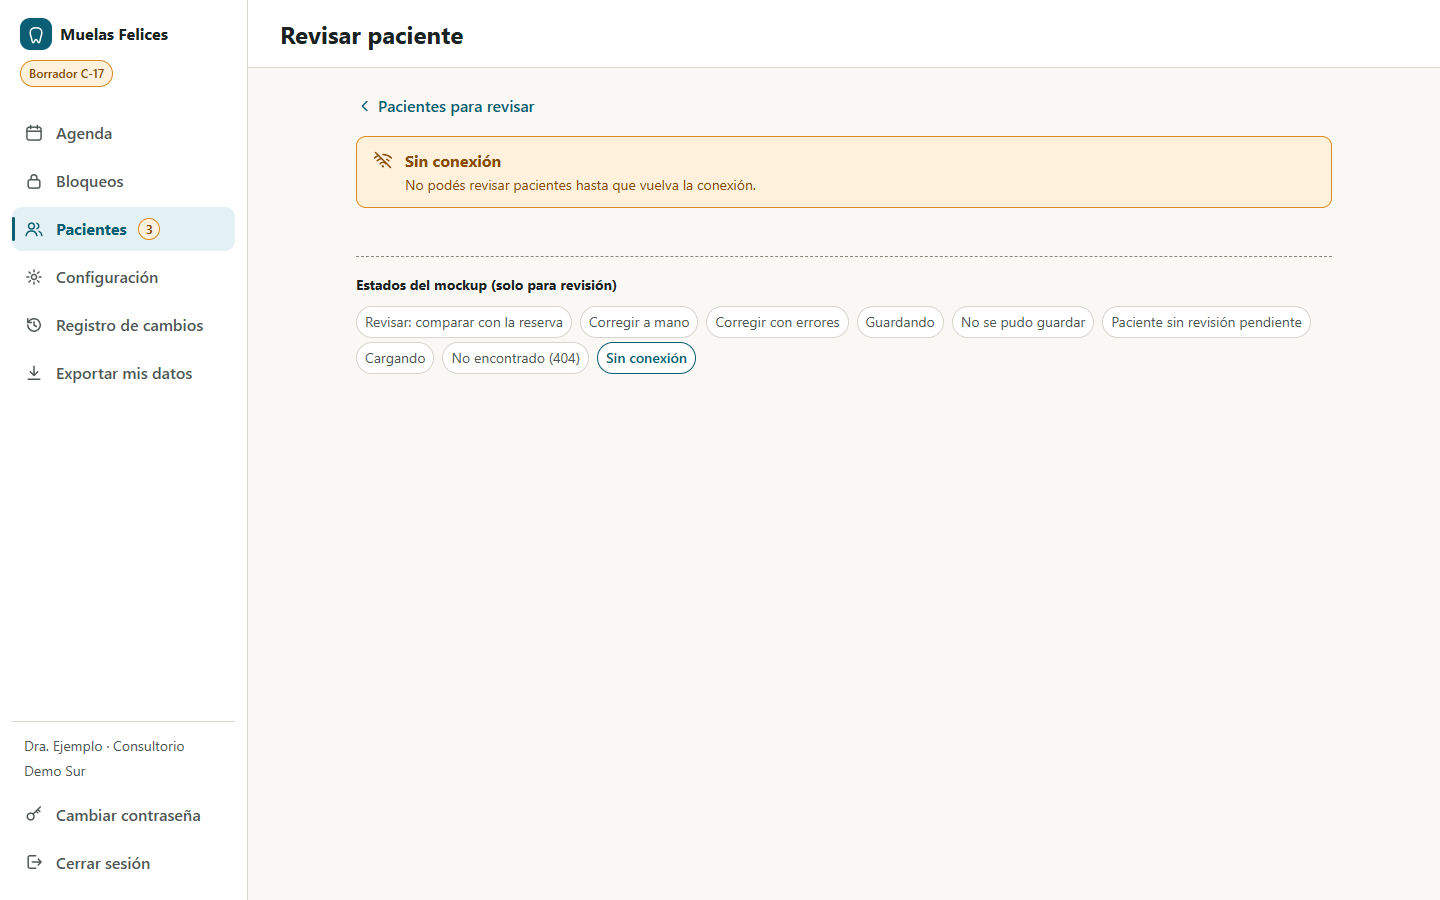 Muelas Felices
Borrador C-17
Agenda
Bloqueos
Pacientes 3
Configuración
Registro de cambios
Exportar mis datos
Dra. Ejemplo · Consultorio
Demo Sur
Cambiar contraseña
Cerrar sesión
Revisar paciente
Pacientes para revisar
Sin conexión
No podés revisar pacientes hasta que vuelva la conexión.
Estados del mockup (solo para revisión)
Revisar: comparar con la reserva Corregir a mano Corregir con errores Guardando No se pudo guardar Paciente sin revisión pendiente
Cargando No encontrado (404) Sin conexión